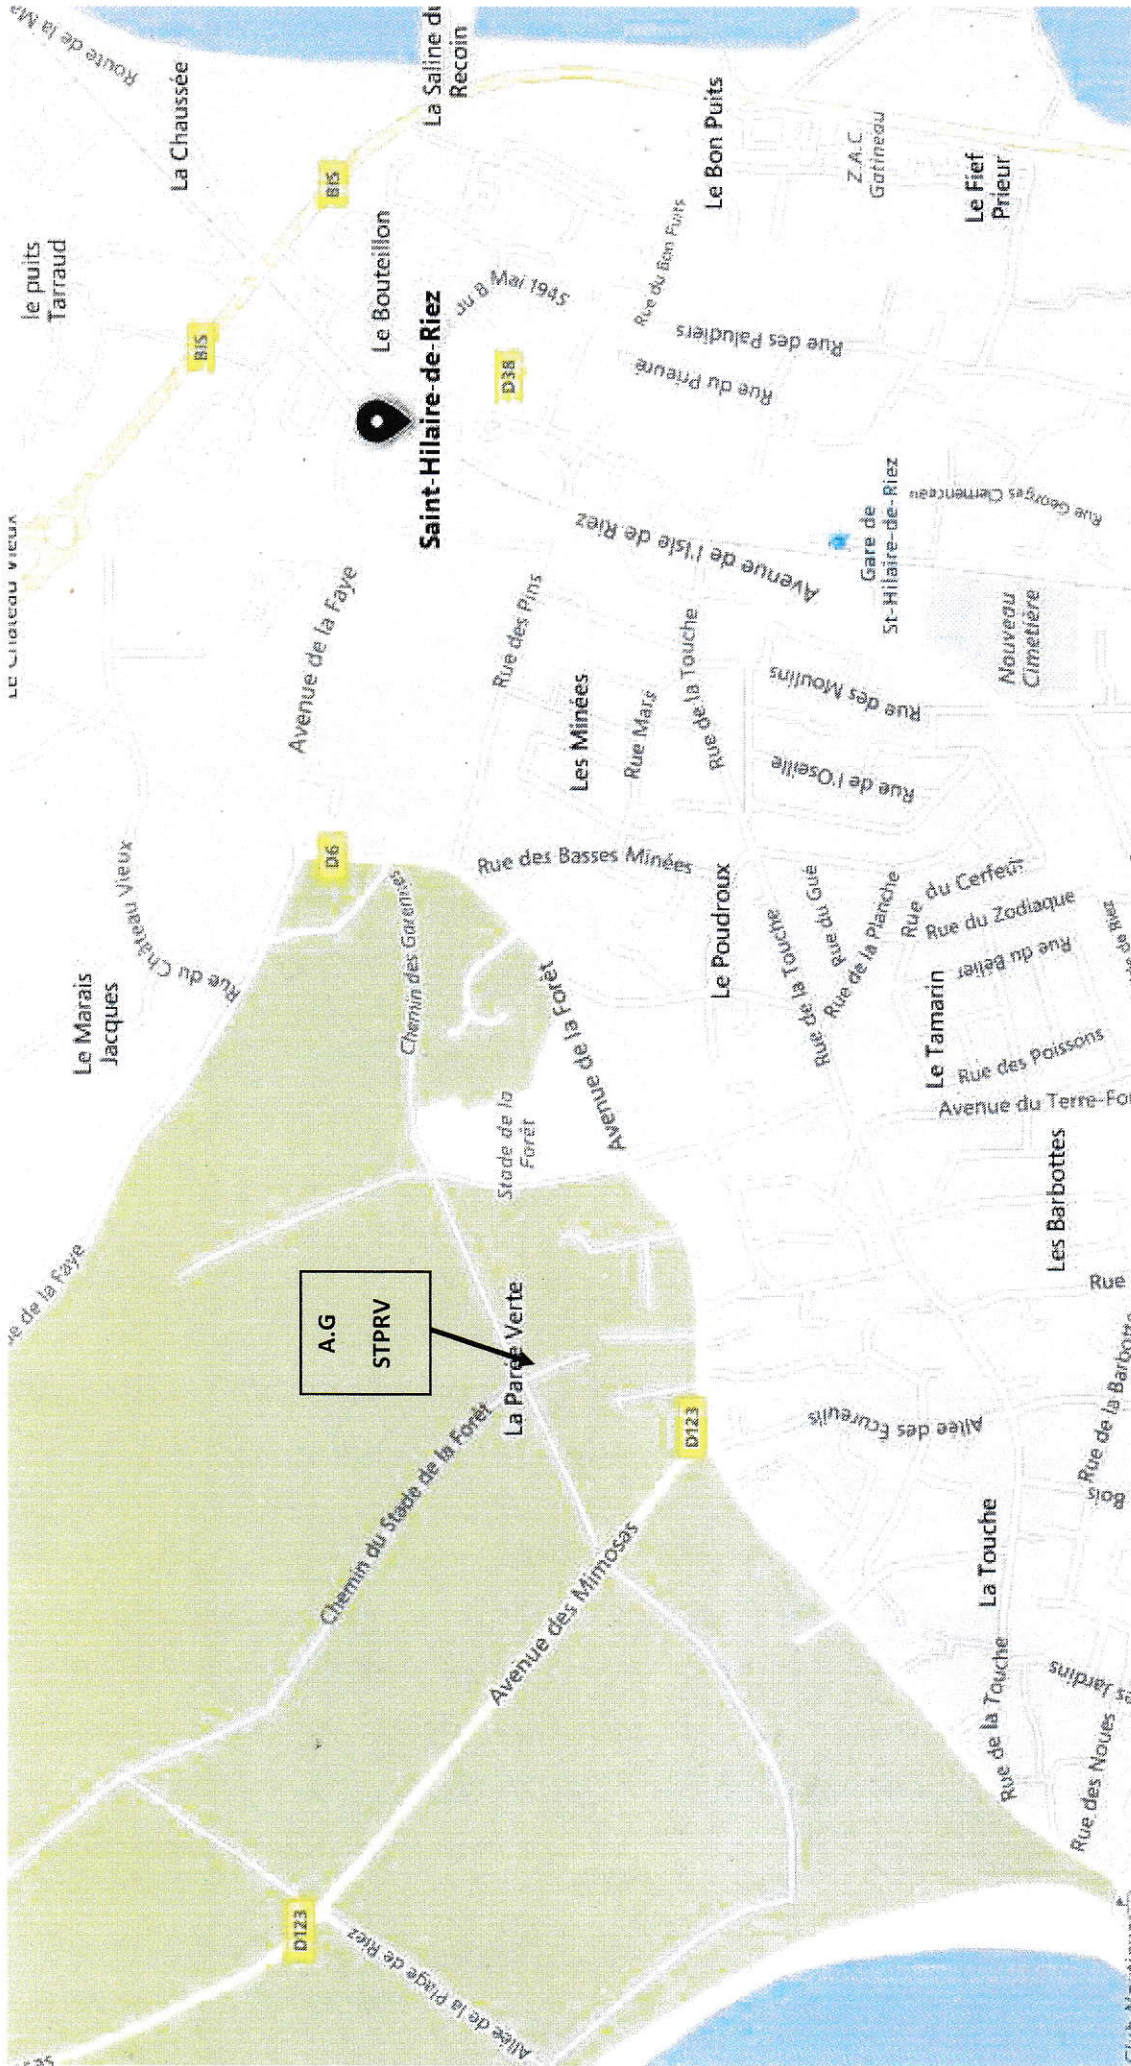 Le Château Vieux
le puits
Tarraud
La Chaussée
Route de la Ma
BIS
BIS
La Saline du
Recoin
Le Marais
Jacques
Rue du Château Vieux
Avenue de la Faye
Le Bouteillon
Saint-Hilaire-de-Riez
du 8 Mai 1945
D38
D6
ue de la Faye
Chemin des Garennes
Rue des Pins
Rue du Prieuré
Rue des Paludiers
Rue du Bon Puits
Le Bon Puits
Z.A.C.
Gatineau
Le Fief
Prieur
A.G
STPRV
Stade de la
Forêt
Avenue de la Forêt
Rue des Basses Minées
Les Minées
Rue Mars
Rue de la Touche
Avenue de l'Isle de Riez
Gare de
St-Hilaire-de-Riez
Rue Georges Clemenceau
Nouveau
Cimetière
Rue des Moulins
Rue de l'Oseille
La Parée Verte
Chemin du Stade de la Forêt
Le Poudroux
Rue de la Touche
Rue du Gué
Rue de la Planche
Rue du Cerfeuil
Rue du Zodiaque
Rue du Bélier
de Riez
Le Tamarin
Rue des Poissons
Avenue du Terre-For
D123
Avenue des Mimosas
Allée des Écureuils
Les Barbottes
Rue
Rue de la Barbotte
Bois
La Touche
D123
Allée de la Plage de Riez
Rue de la Touche
s Jardins
Rue des Noues